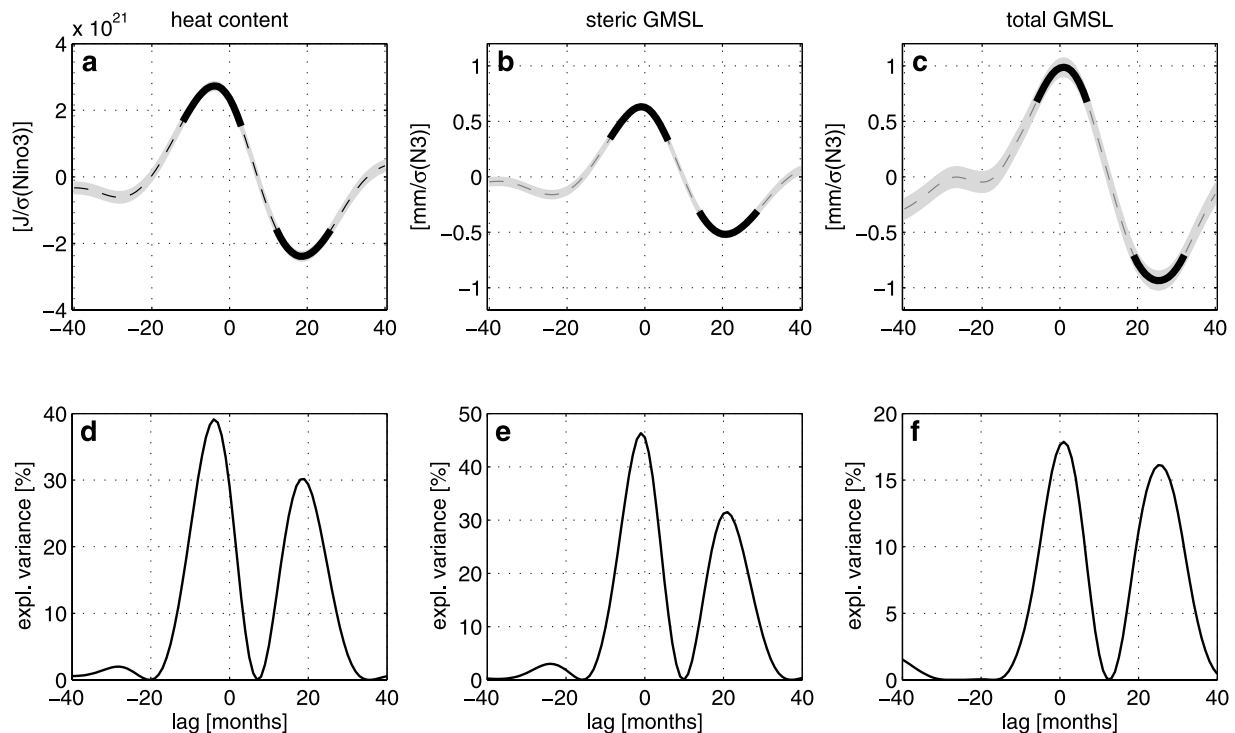 heat content
steric GMSL
total GMSL
x 10^21
a
[J/σ(Nino3)]
4
2
0
−2
−4
−40 −20 0 20 40
b
[mm/σ(N3)]
1
0.5
0
−0.5
−1
−40 −20 0 20 40
c
[mm/σ(N3)]
1
0.5
0
−0.5
−1
−40 −20 0 20 40
d
expl. variance [%]
40
30
20
10
0
−40 −20 0 20 40
lag [months]
e
expl. variance [%]
50
40
30
20
10
0
−40 −20 0 20 40
lag [months]
f
expl. variance [%]
20
15
10
5
0
−40 −20 0 20 40
lag [months]